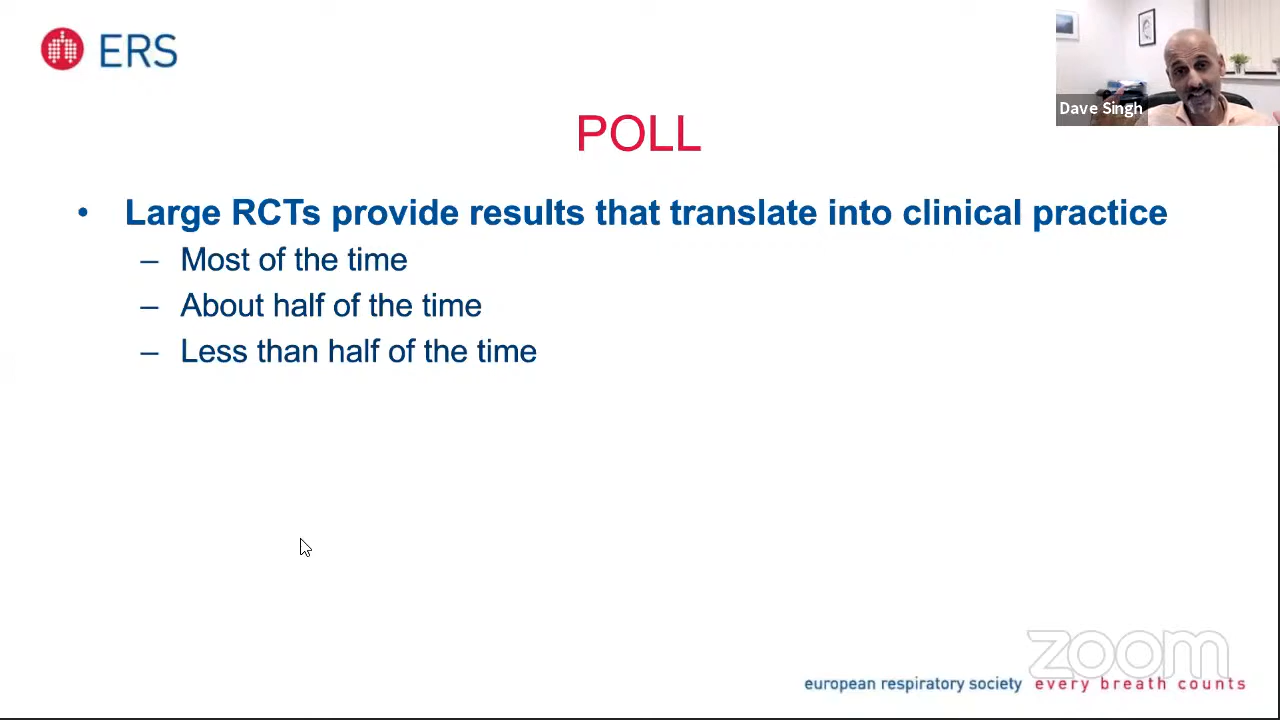 ERS
Dave Singh
POLL
• Large RCTs provide results that translate into clinical practice
– Most of the time
– About half of the time
– Less than half of the time
zoom
european respiratory society every breath counts